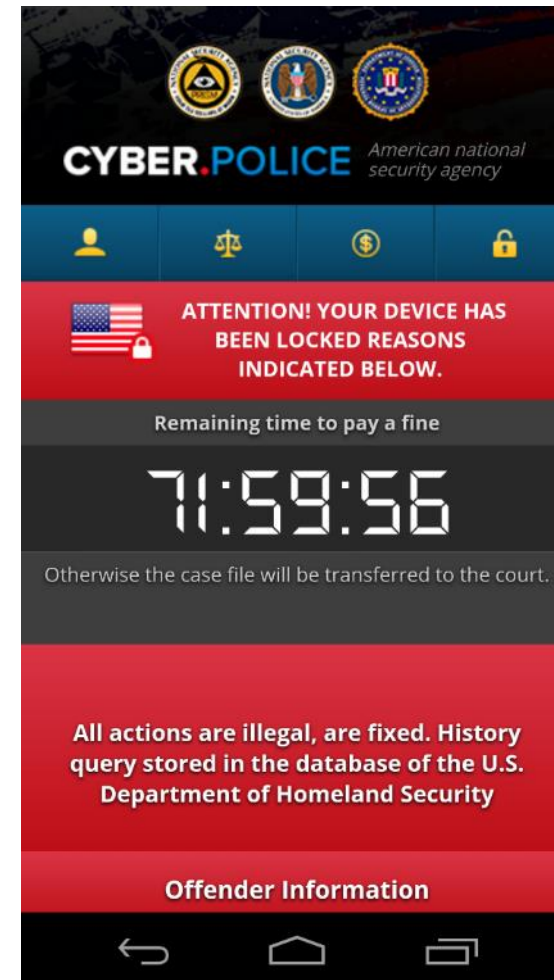 CYBER.POLICE
American national
security agency
ATTENTION! YOUR DEVICE HAS
BEEN LOCKED REASONS
INDICATED BELOW.
Remaining time to pay a fine
71:59:56
Otherwise the case file will be transferred to the court.
All actions are illegal, are fixed. History
query stored in the database of the U.S.
Department of Homeland Security
Offender Information